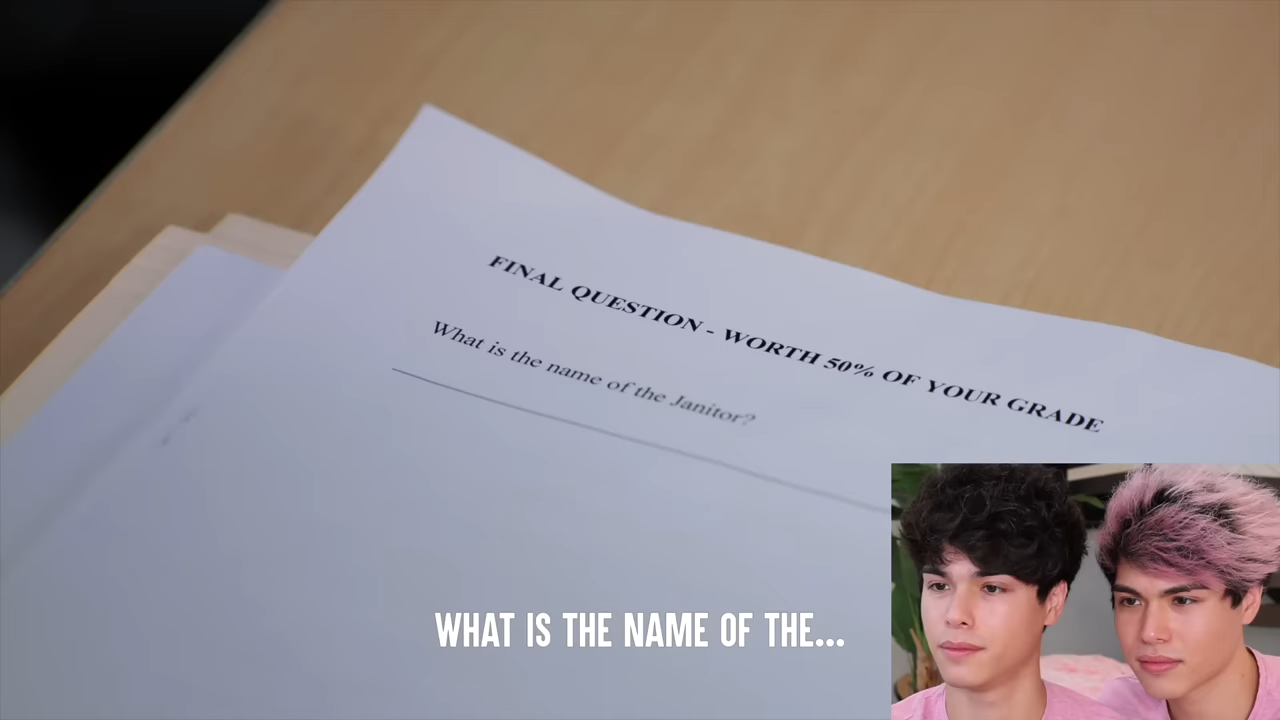 FINAL QUESTION - WORTH 50% OF YOUR GRADE
What is the name of the Janitor?
WHAT IS THE NAME OF THE...